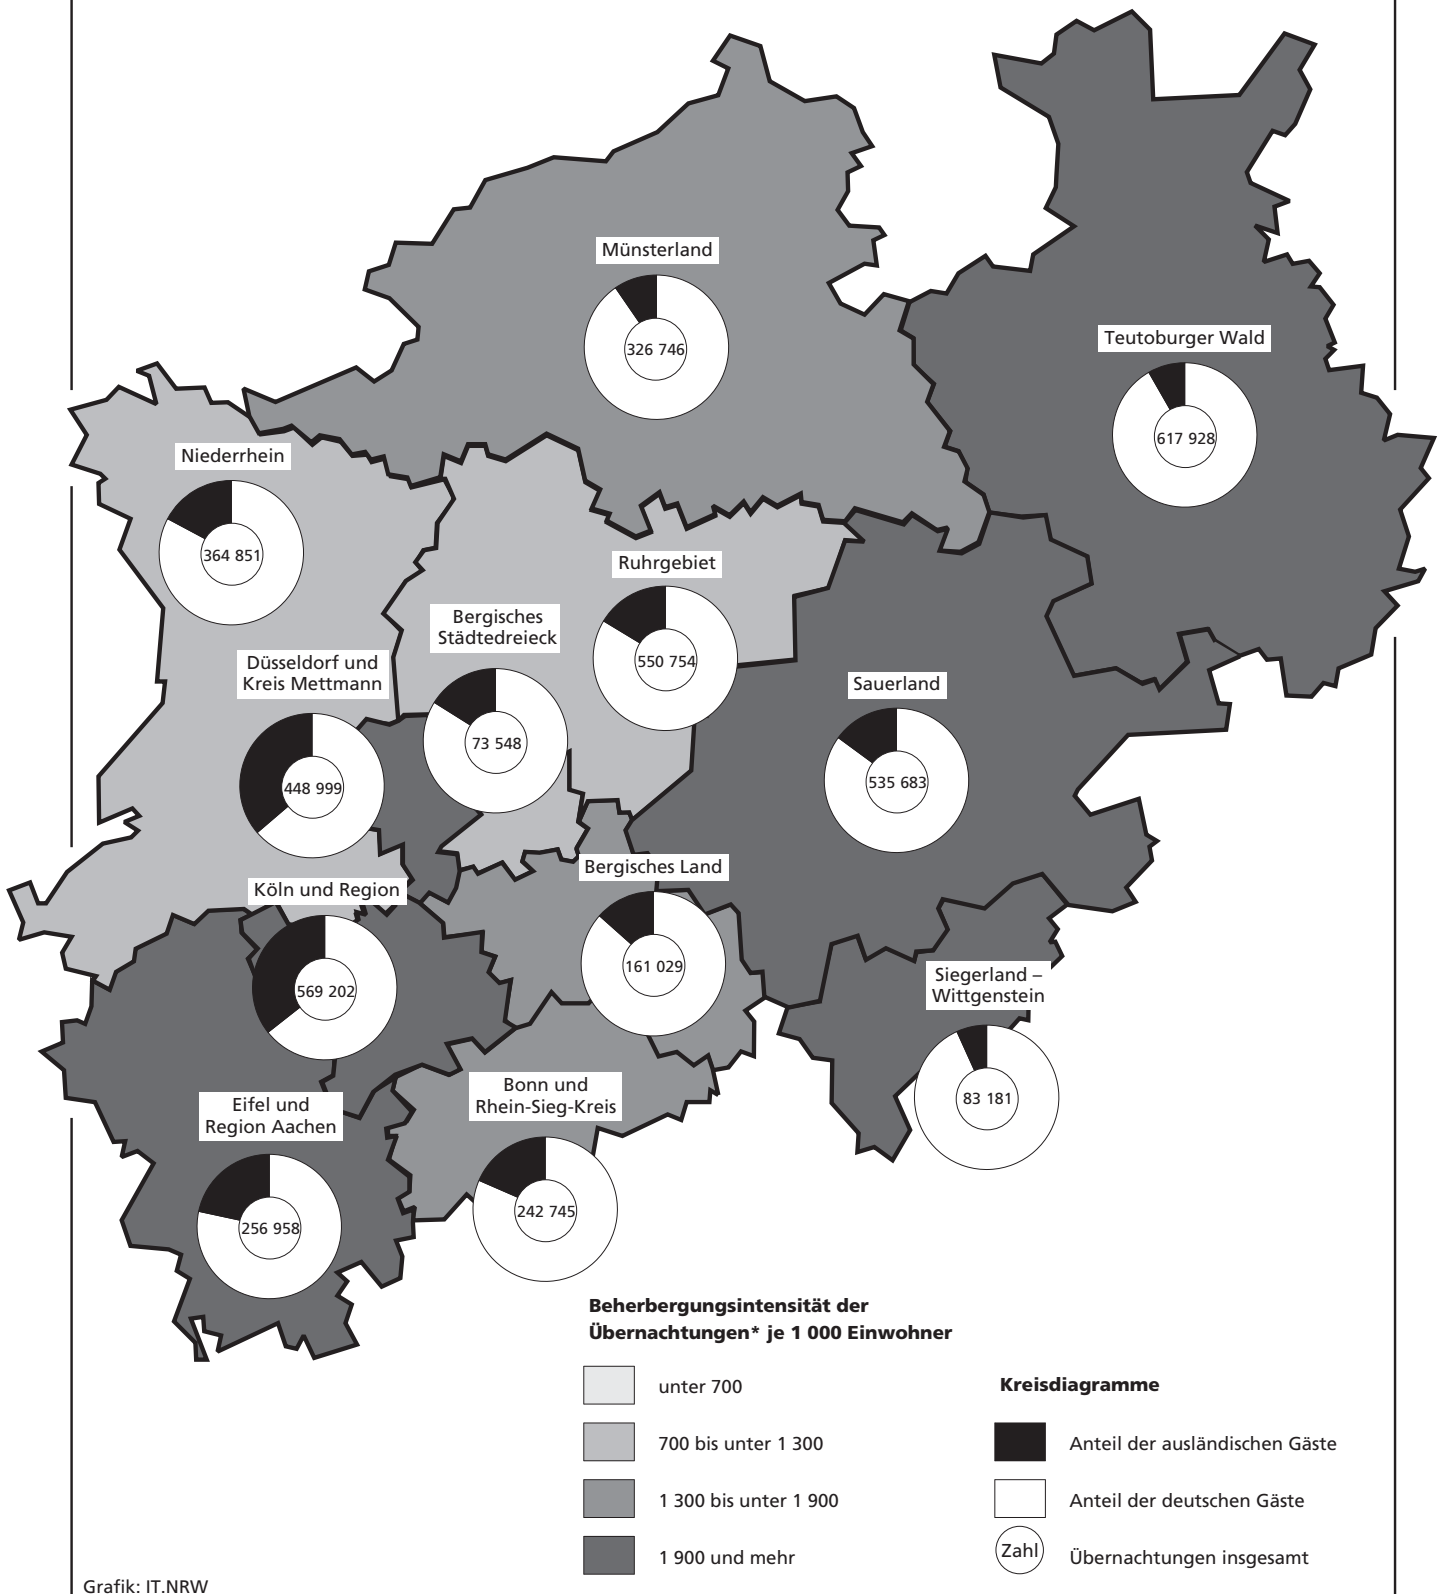 Münsterland
326 746
Teutoburger Wald
617 928
Niederrhein
364 851
Ruhrgebiet
550 754
Bergisches
Städtedreieck
73 548
Düsseldorf und
Kreis Mettmann
448 999
Sauerland
535 683
Bergisches Land
161 029
Köln und Region
569 202
Siegerland –
Wittgenstein
83 181
Bonn und
Rhein-Sieg-Kreis
242 745
Eifel und
Region Aachen
256 958
Beherbergungsintensität der
Übernachtungen* je 1 000 Einwohner
unter 700
700 bis unter 1 300
1 300 bis unter 1 900
1 900 und mehr
Kreisdiagramme
Anteil der ausländischen Gäste
Anteil der deutschen Gäste
Zahl
Übernachtungen insgesamt
Grafik: IT.NRW